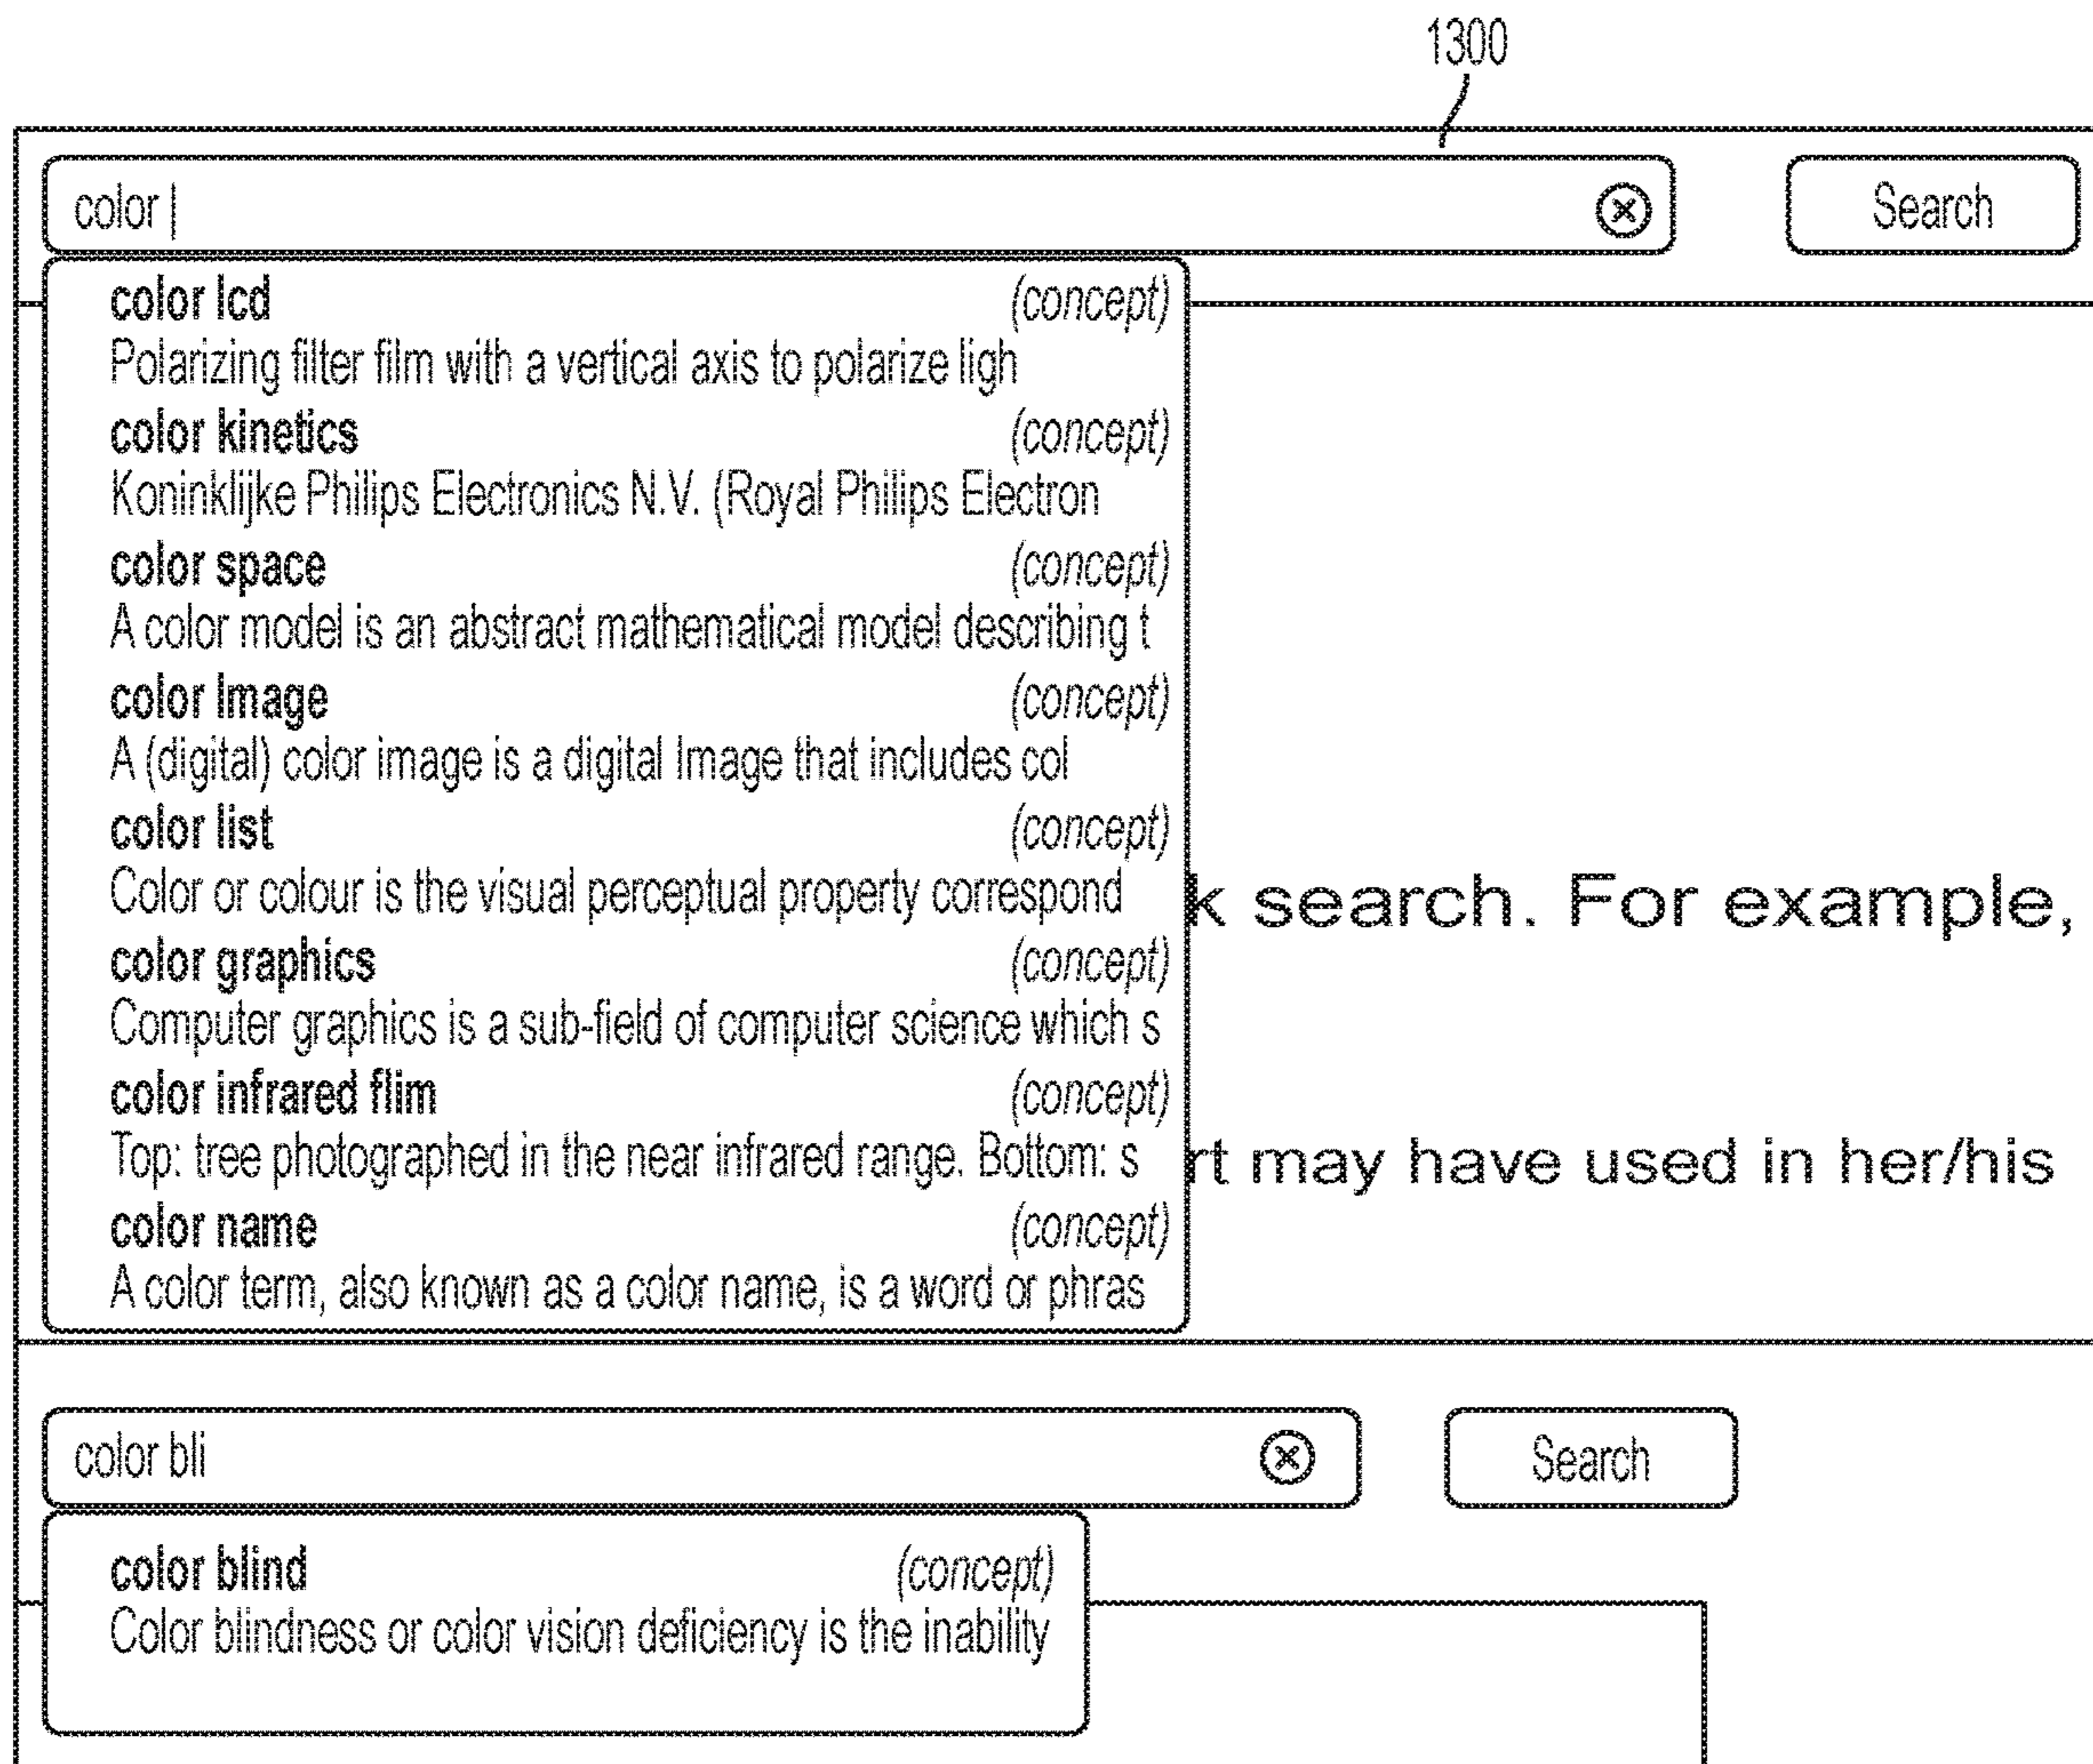 1300
color | Search
color lcd (concept)
Polarizing filter film with a vertical axis to polarize ligh
color kinetics (concept)
Koninklijke Philips Electronics N.V. (Royal Philips Electron
color space (concept)
A color model is an abstract mathematical model describing t
color Image (concept)
A (digital) color image is a digital Image that includes col
color list (concept)
Color or colour is the visual perceptual property correspond
k search. For example,
color graphics (concept)
Computer graphics is a sub-field of computer science which s
color infrared flim (concept)
Top: tree photographed in the near infrared range. Bottom: s
rt may have used in her/his
color name (concept)
A color term, also known as a color name, is a word or phras
color bli Search
color blind (concept)
Color blindness or color vision deficiency is the inability